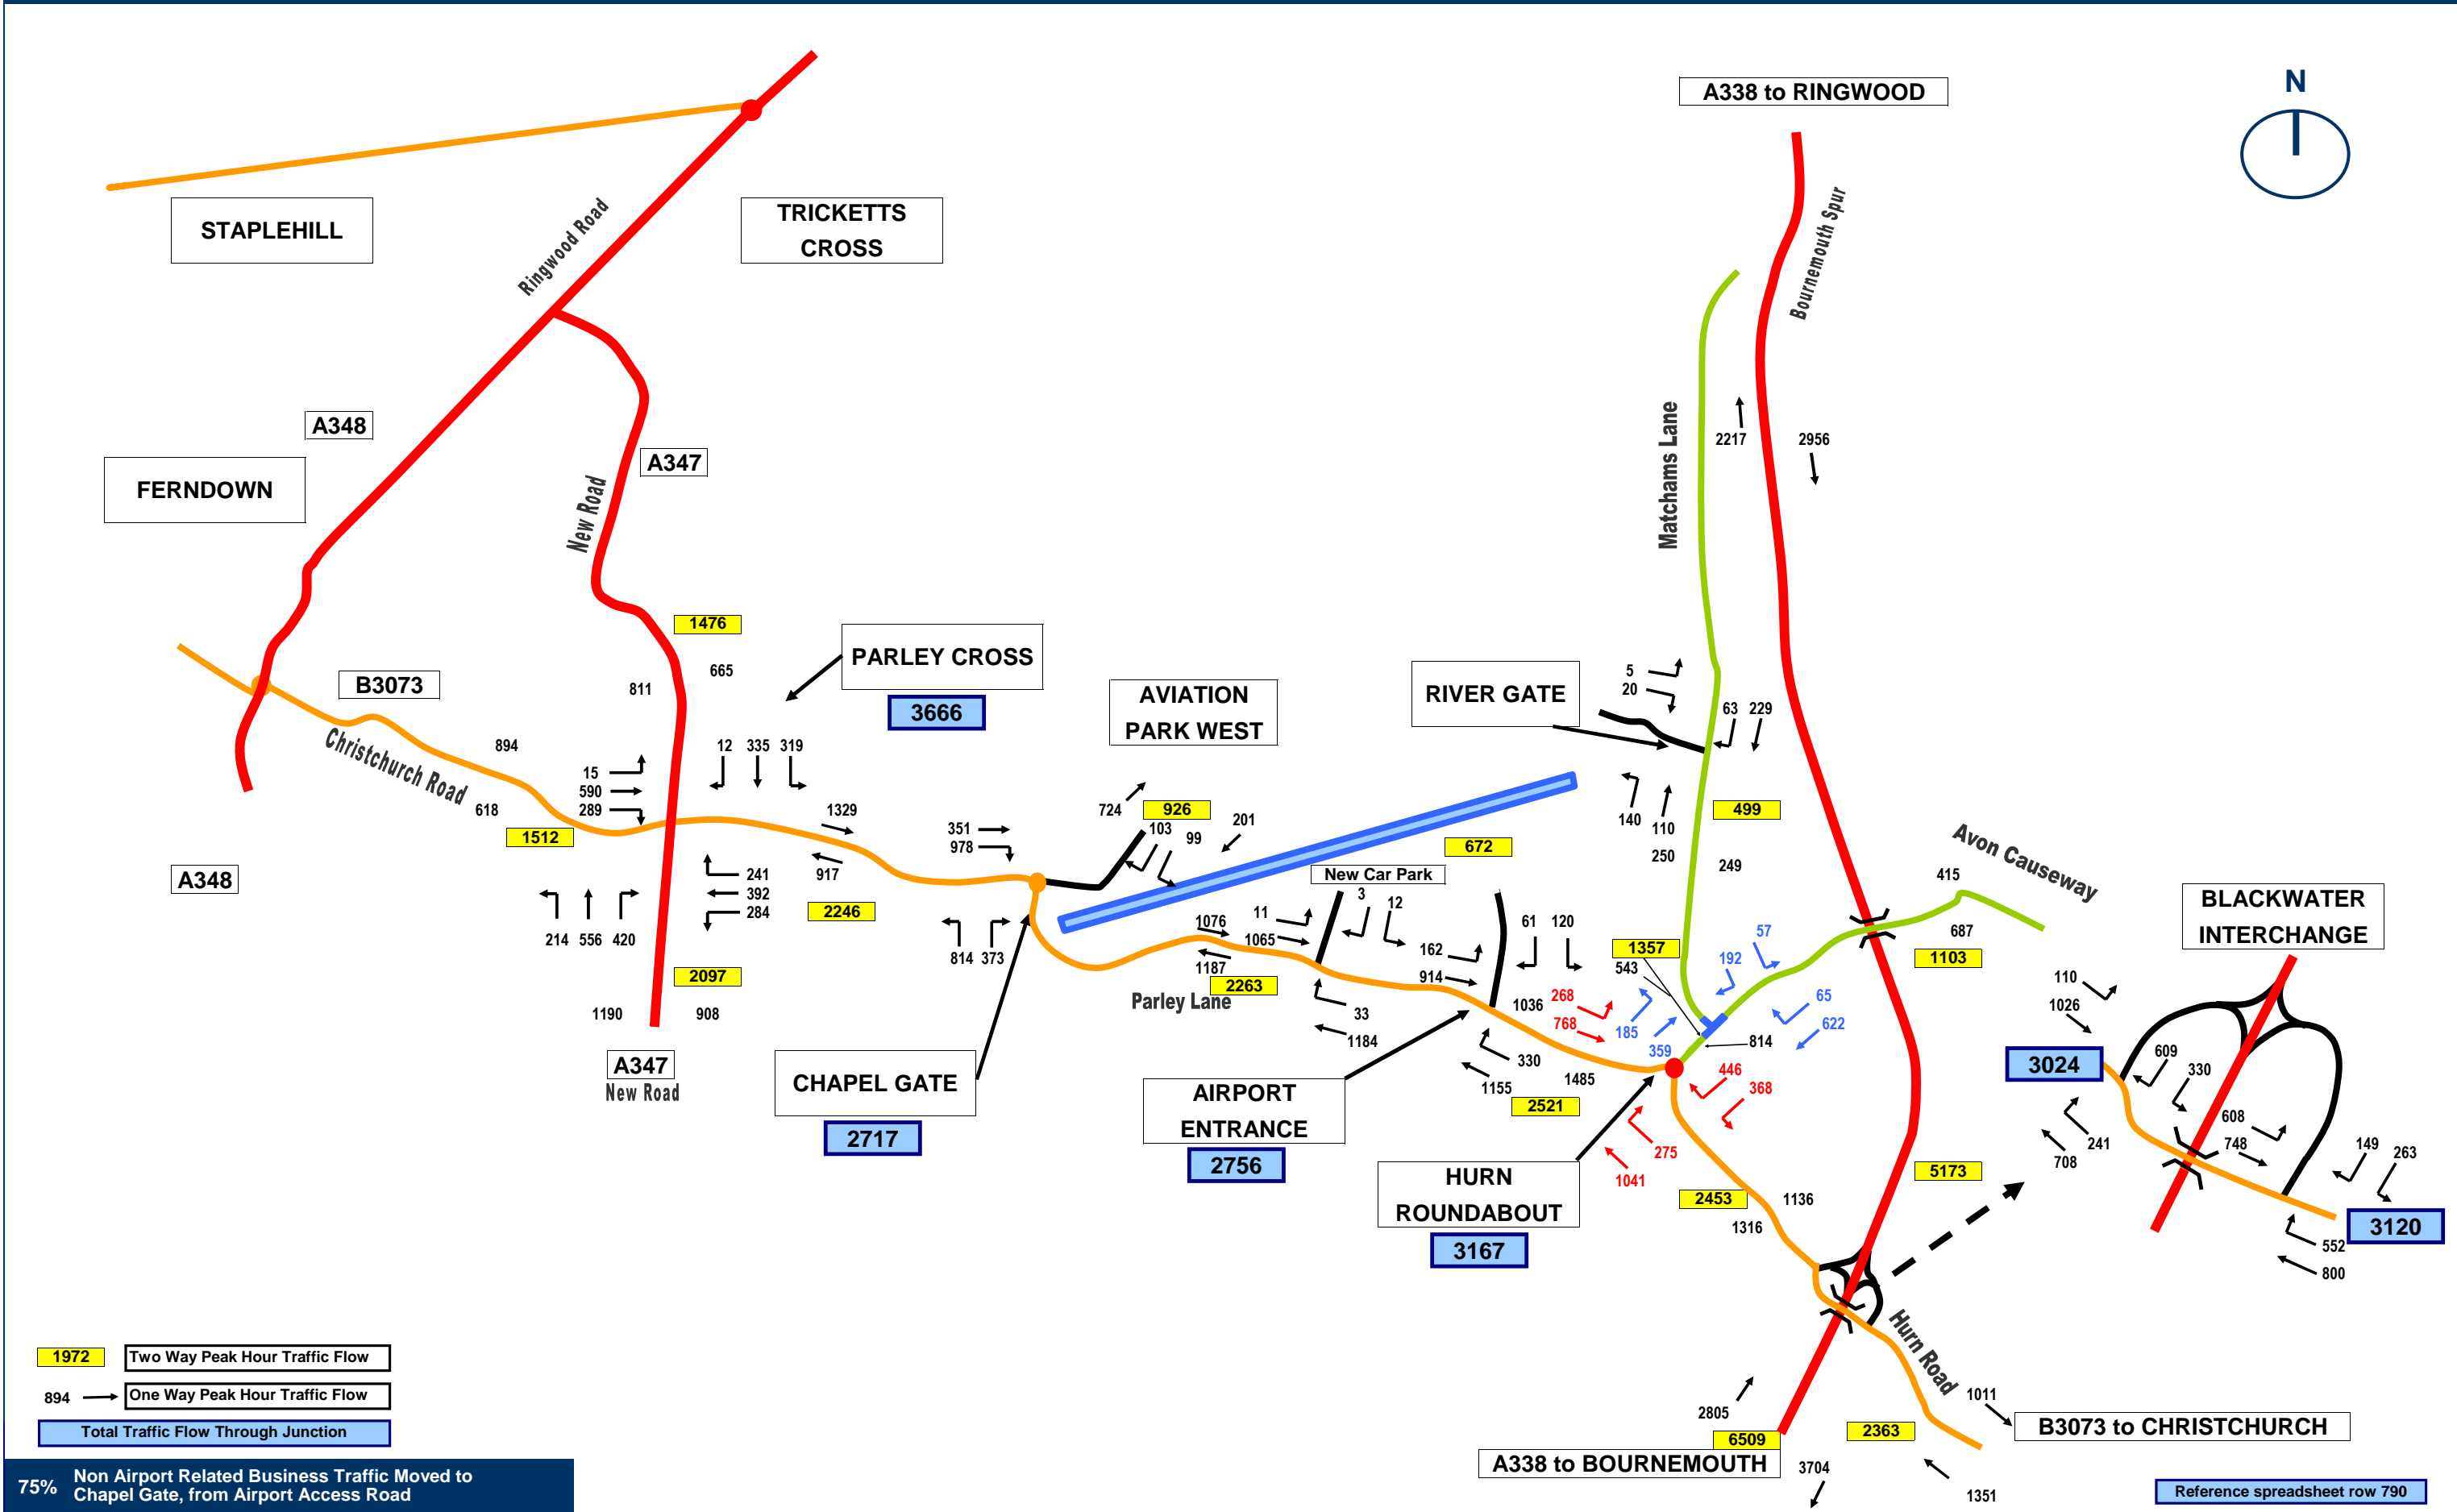 A338 to RINGWOOD
N
STAPLEHILL
TRICKETTS
CROSS
Ringwood Road
Bournemouth Spur
A348
A347
FERNDOWN
New Road
Matchams Lane
2217
2956
1476
665
811
PARLEY CROSS
3666
B3073
Christchurch Road
894
618
1512
15
590
289
12
335
319
1329
917
2246
241
392
284
214
556
420
2097
1190
908
A347
New Road
A348
AVIATION
PARK WEST
724
926
103
99
201
351
978
814
373
CHAPEL GATE
2717
672
New Car Park
3
12
11
1076
1065
1187
2263
Parley Lane
33
1184
162
914
61
120
1036
330
1155
1485
2521
AIRPORT
ENTRANCE
2756
RIVER GATE
5
20
63
229
140
110
499
250
249
1357
543
57
192
65
622
185
359
814
268
768
446
368
275
1041
HURN
ROUNDABOUT
3167
Avon Causeway
415
687
1103
2453
1136
1316
5173
BLACKWATER
INTERCHANGE
110
1026
3024
609
330
608
748
241
708
149
263
3120
552
800
Hurn Road
1011
B3073 to CHRISTCHURCH
2363
1351
2805
6509
A338 to BOURNEMOUTH
3704
1972
Two Way Peak Hour Traffic Flow
894
One Way Peak Hour Traffic Flow
Total Traffic Flow Through Junction
75%
Non Airport Related Business Traffic Moved to
Chapel Gate, from Airport Access Road
Reference spreadsheet row 790